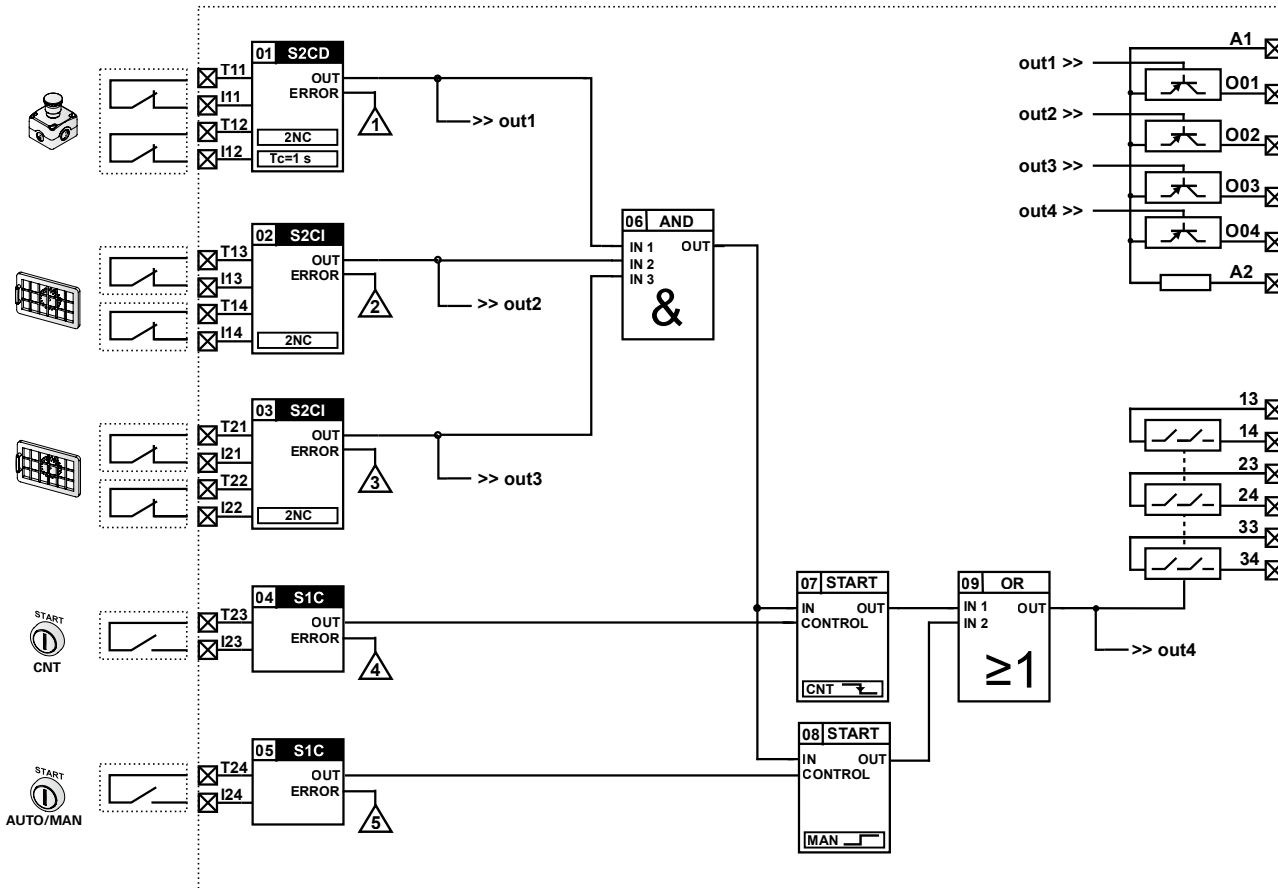 01 S2CD
T11
I11
T12
I12
OUT
ERROR
2NC
Tc=1 s
1
>> out1
02 S2CI
T13
I13
T14
I14
OUT
ERROR
2NC
2
>> out2
03 S2CI
T21
I21
T22
I22
OUT
ERROR
2NC
3
>> out3
START
CNT
04 S1C
T23
I23
OUT
ERROR
4
START
AUTO/MAN
05 S1C
T24
I24
OUT
ERROR
5
06 AND
IN 1 OUT
IN 2
IN 3
&
07 START
IN OUT
CONTROL
CNT
08 START
IN OUT
CONTROL
MAN
09 OR
IN 1 OUT
IN 2
≥1
>> out4
A1
out1 >>
O01
out2 >>
O02
out3 >>
O03
out4 >>
O04
A2
13
14
23
24
33
34